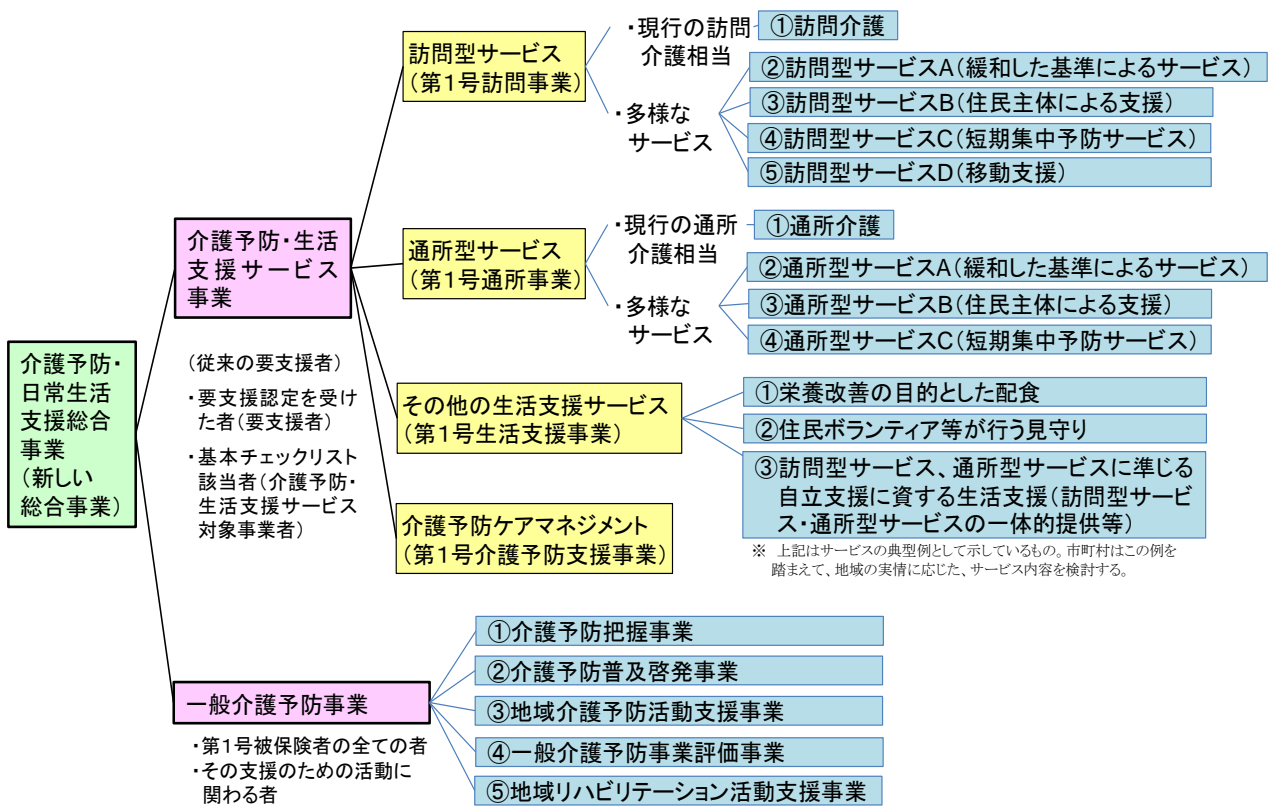 介護予防・
日常生活
支援総合
事業
(新しい
総合事業)
介護予防・生活
支援サービス
事業
(従来の要支援者)
・要支援認定を受け
た者(要支援者)
・基本チェックリスト
該当者(介護予防・
生活支援サービス
対象事業者)
訪問型サービス
(第1号訪問事業)
・現行の訪問
介護相当
①訪問介護
・多様な
サービス
②訪問型サービスA(緩和した基準によるサービス)
③訪問型サービスB(住民主体による支援)
④訪問型サービスC(短期集中予防サービス)
⑤訪問型サービスD(移動支援)
通所型サービス
(第1号通所事業)
・現行の通所
介護相当
①通所介護
・多様な
サービス
②通所型サービスA(緩和した基準によるサービス)
③通所型サービスB(住民主体による支援)
④通所型サービスC(短期集中予防サービス)
その他の生活支援サービス
(第1号生活支援事業)
①栄養改善の目的とした配食
②住民ボランティア等が行う見守り
③訪問型サービス、通所型サービスに準じる
自立支援に資する生活支援(訪問型サービ
ス・通所型サービスの一体的提供等)
介護予防ケアマネジメント
(第1号介護予防支援事業)
※ 上記はサービスの典型例として示しているもの。市町村はこの例を
踏まえて、地域の実情に応じた、サービス内容を検討する。
一般介護予防事業
・第1号被保険者の全ての者
・その支援のための活動に
関わる者
①介護予防把握事業
②介護予防普及啓発事業
③地域介護予防活動支援事業
④一般介護予防事業評価事業
⑤地域リハビリテーション活動支援事業